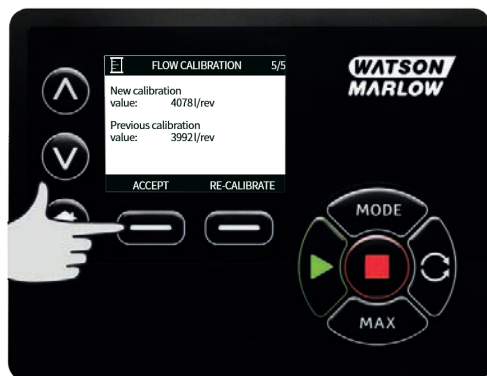 FLOW CALIBRATION 5/5
New calibration
value: 4078l/rev
Previous calibration
value: 3992l/rev
ACCEPT RE-CALIBRATE
WATSON
MARLOW
MODE
MAX